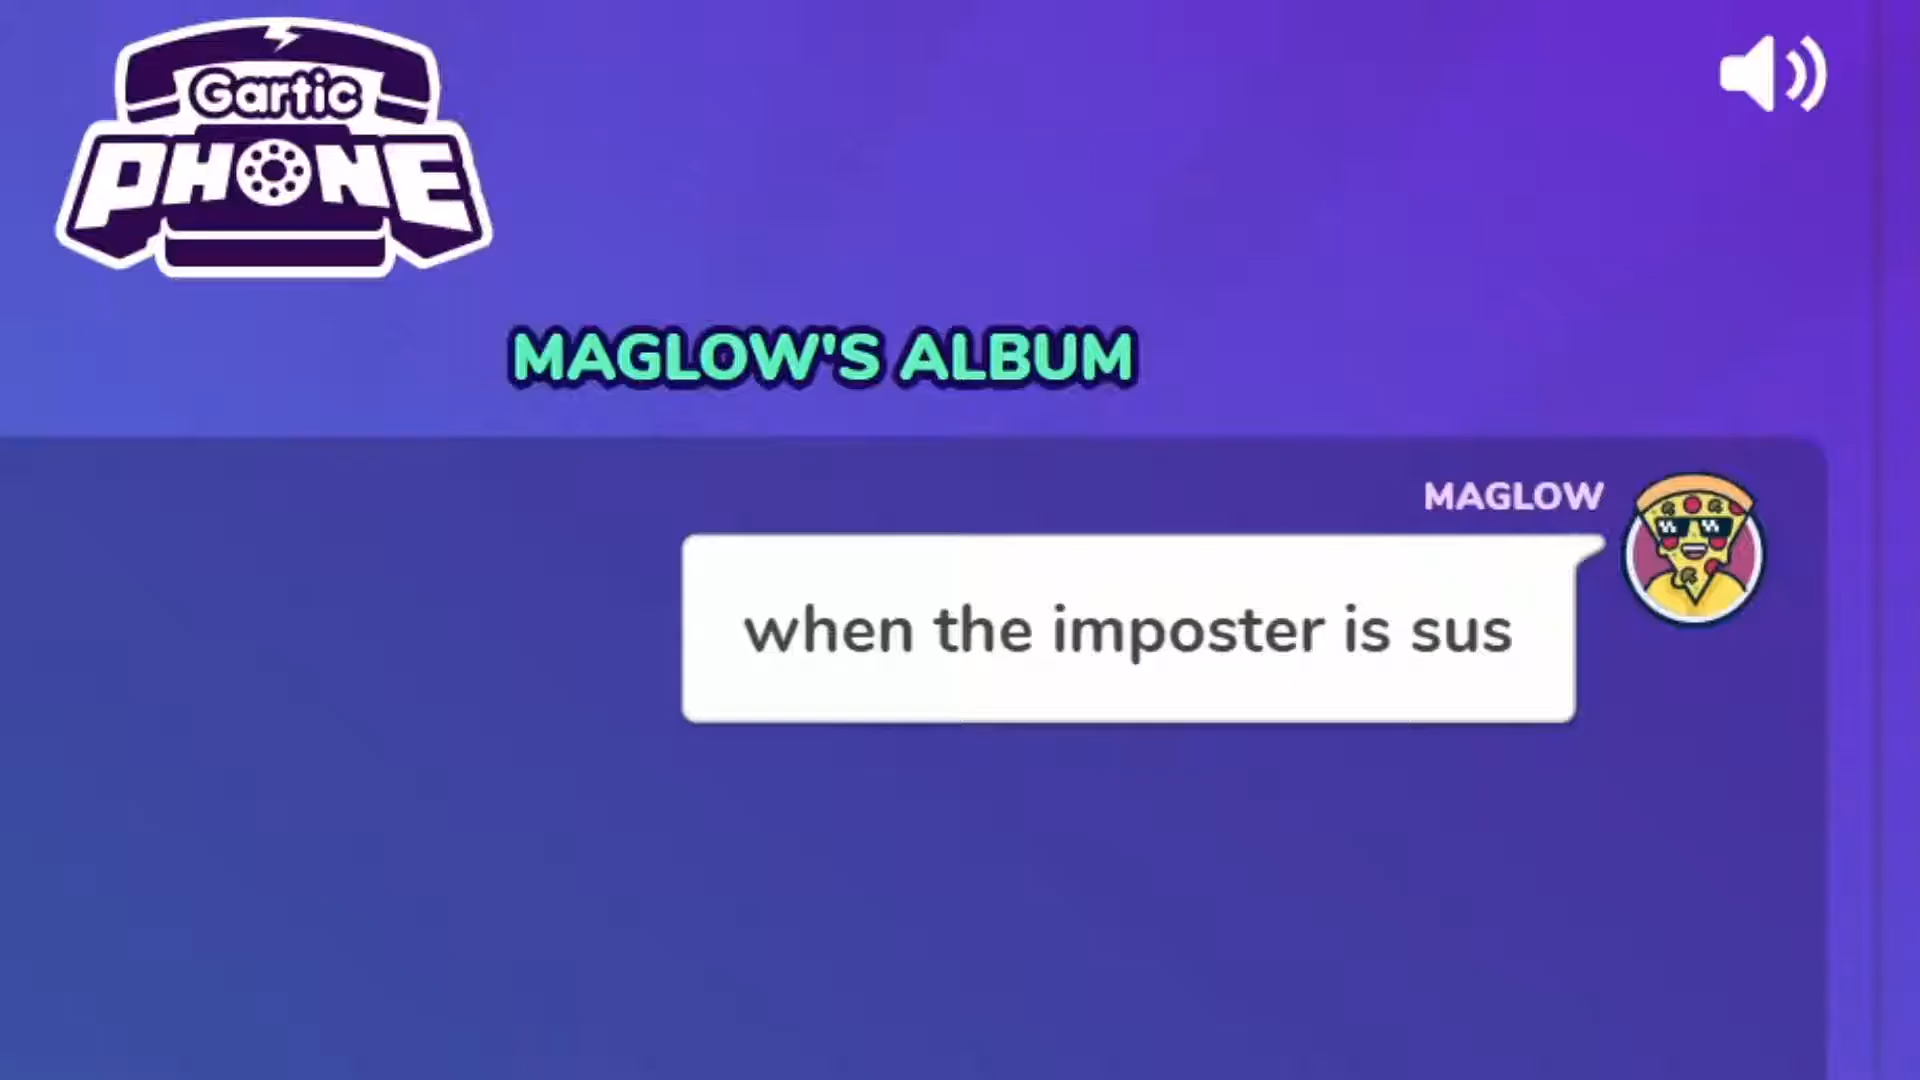 Gartic
PHONE
MAGLOW'S ALBUM
MAGLOW
when the imposter is sus